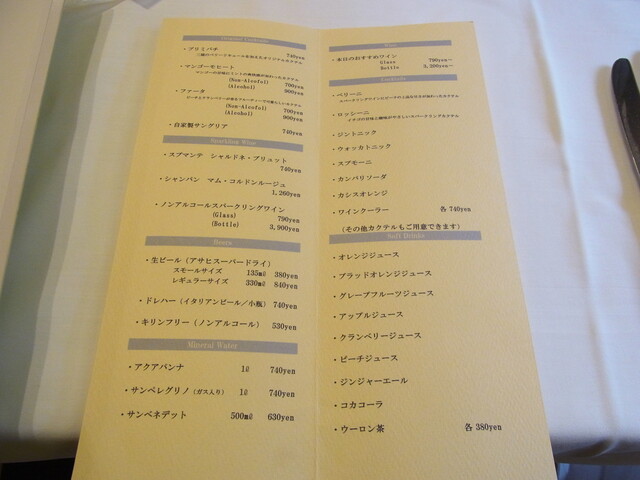 Original Cocktails
・プリミバチ 740yen
・マンゴーモヒート
(Non-Alcohol) 700yen
(Alcohol) 900yen
・ファーネ
(Non-Alcohol) 700yen
(Alcohol) 900yen
・自家製サングリア
740yen
Sparkling Wine
・スプマンテ シャルドネ・ブリュット
740yen
・シャンパン マム・コルドンルージュ
1,260yen
・ノンアルコールスパークリングワイン
(Glass) 790yen
(Bottle) 3,900yen
Beers
・生ビール（アサヒスーパードライ）
スモールサイズ 135mℓ 380yen
レギュラーサイズ 330mℓ 840yen
・ドレハー（イタリアンビール／小瓶）740yen
・キリンフリー（ノンアルコール） 530yen
Mineral Water
・アクアパンナ 1ℓ 740yen
・サンペレグリノ（ガス入り） 1ℓ 740yen
・サンベネデット 500mℓ 630yen
Wine
・本日のおすすめワイン
Glass 700yen～
Bottle 3,200yen～
Cocktails
・ベリーニ
・ロッシーニ
・ジントニック
・ウォッカトニック
・スプモーニ
・カンパリソーダ
・カシスオレンジ
・ワインクーラー 各 740yen
（その他カクテルもご用意できます）
Soft Drinks
・オレンジジュース
・ブラッドオレンジジュース
・グレープフルーツジュース
・アップルジュース
・クランベリージュース
・ピーチジュース
・ジンジャーエール
・コカコーラ
・ウーロン茶 各 380yen